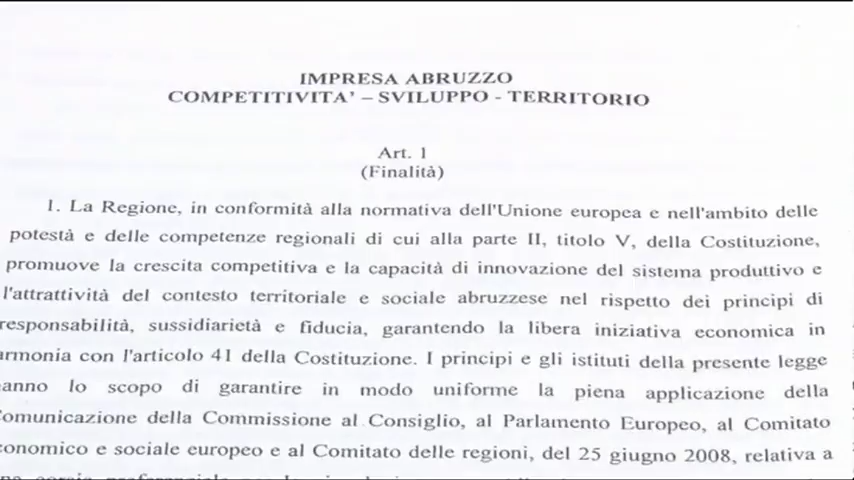 IMPRESA ABRUZZO
COMPETITIVITA' – SVILUPPO - TERRITORIO
Art. 1
(Finalità)
1. La Regione, in conformità alla normativa dell'Unione europea e nell'ambito delle
potestà e delle competenze regionali di cui alla parte II, titolo V, della Costituzione,
promuove la crescita competitiva e la capacità di innovazione del sistema produttivo e
l'attrattività del contesto territoriale e sociale abruzzese nel rispetto dei principi di
responsabilità, sussidiarietà e fiducia, garantendo la libera iniziativa economica in
armonia con l'articolo 41 della Costituzione. I principi e gli istituti della presente legge
anno lo scopo di garantire in modo uniforme la piena applicazione della
omunicazione della Commissione al Consiglio, al Parlamento Europeo, al Comitato
conomico e sociale europeo e al Comitato delle regioni, del 25 giugno 2008, relativa a